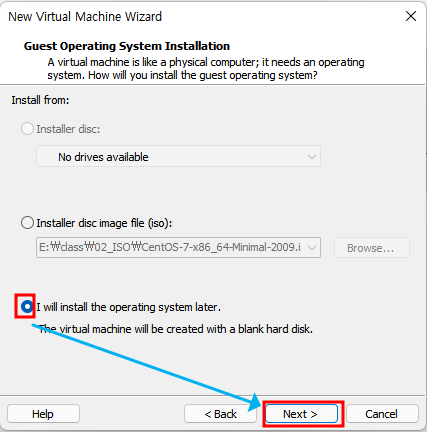 New Virtual Machine Wizard
Guest Operating System Installation
A virtual machine is like a physical computer; it needs an operating
system. How will you install the guest operating system?
Install from:
Installer disc:
No drives available
Installer disc image file (iso):
E:₩class₩02_ISO₩CentOS-7-x86_64-Minimal-2009.i
Browse...
I will install the operating system later.
The virtual machine will be created with a blank hard disk.
Help
< Back
Next >
Cancel